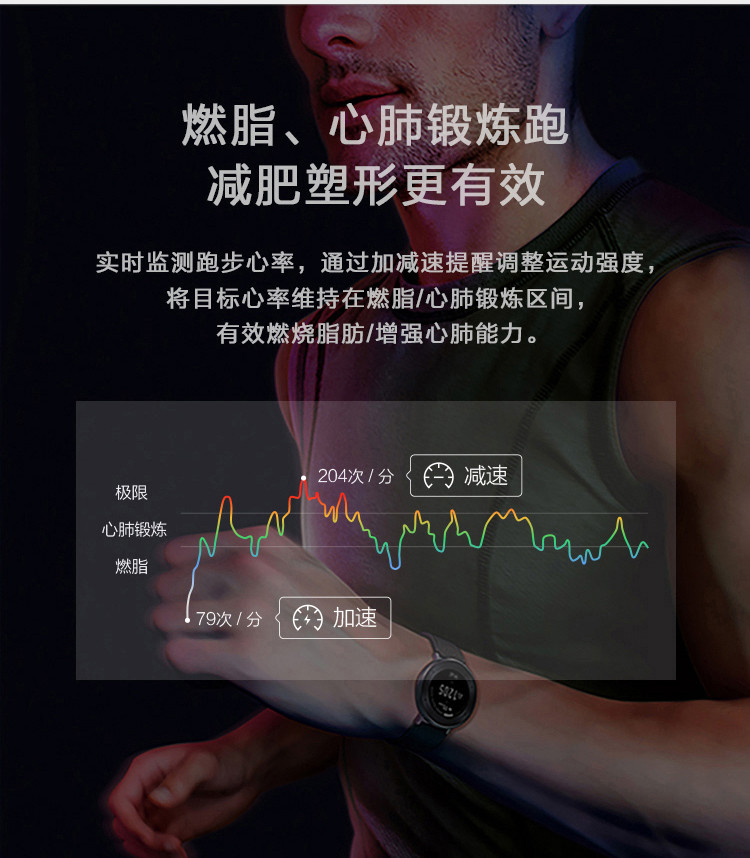 燃脂、心肺锻炼跑
减肥塑形更有效
实时监测跑步心率，通过加减速提醒调整运动强度，
将目标心率维持在燃脂/心肺锻炼区间，
有效燃烧脂肪/增强心肺能力。
204次 / 分
减速
极限
心肺锻炼
燃脂
79次 / 分
加速
7205